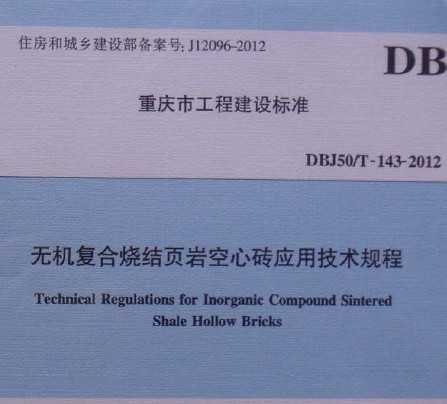 住房和城乡建设部备案号:J12096-2012
DB
重庆市工程建设标准
DBJ50/T-143-2012
无机复合烧结页岩空心砖应用技术规程
Technical Regulations for Inorganic Compound Sintered
Shale Hollow Bricks